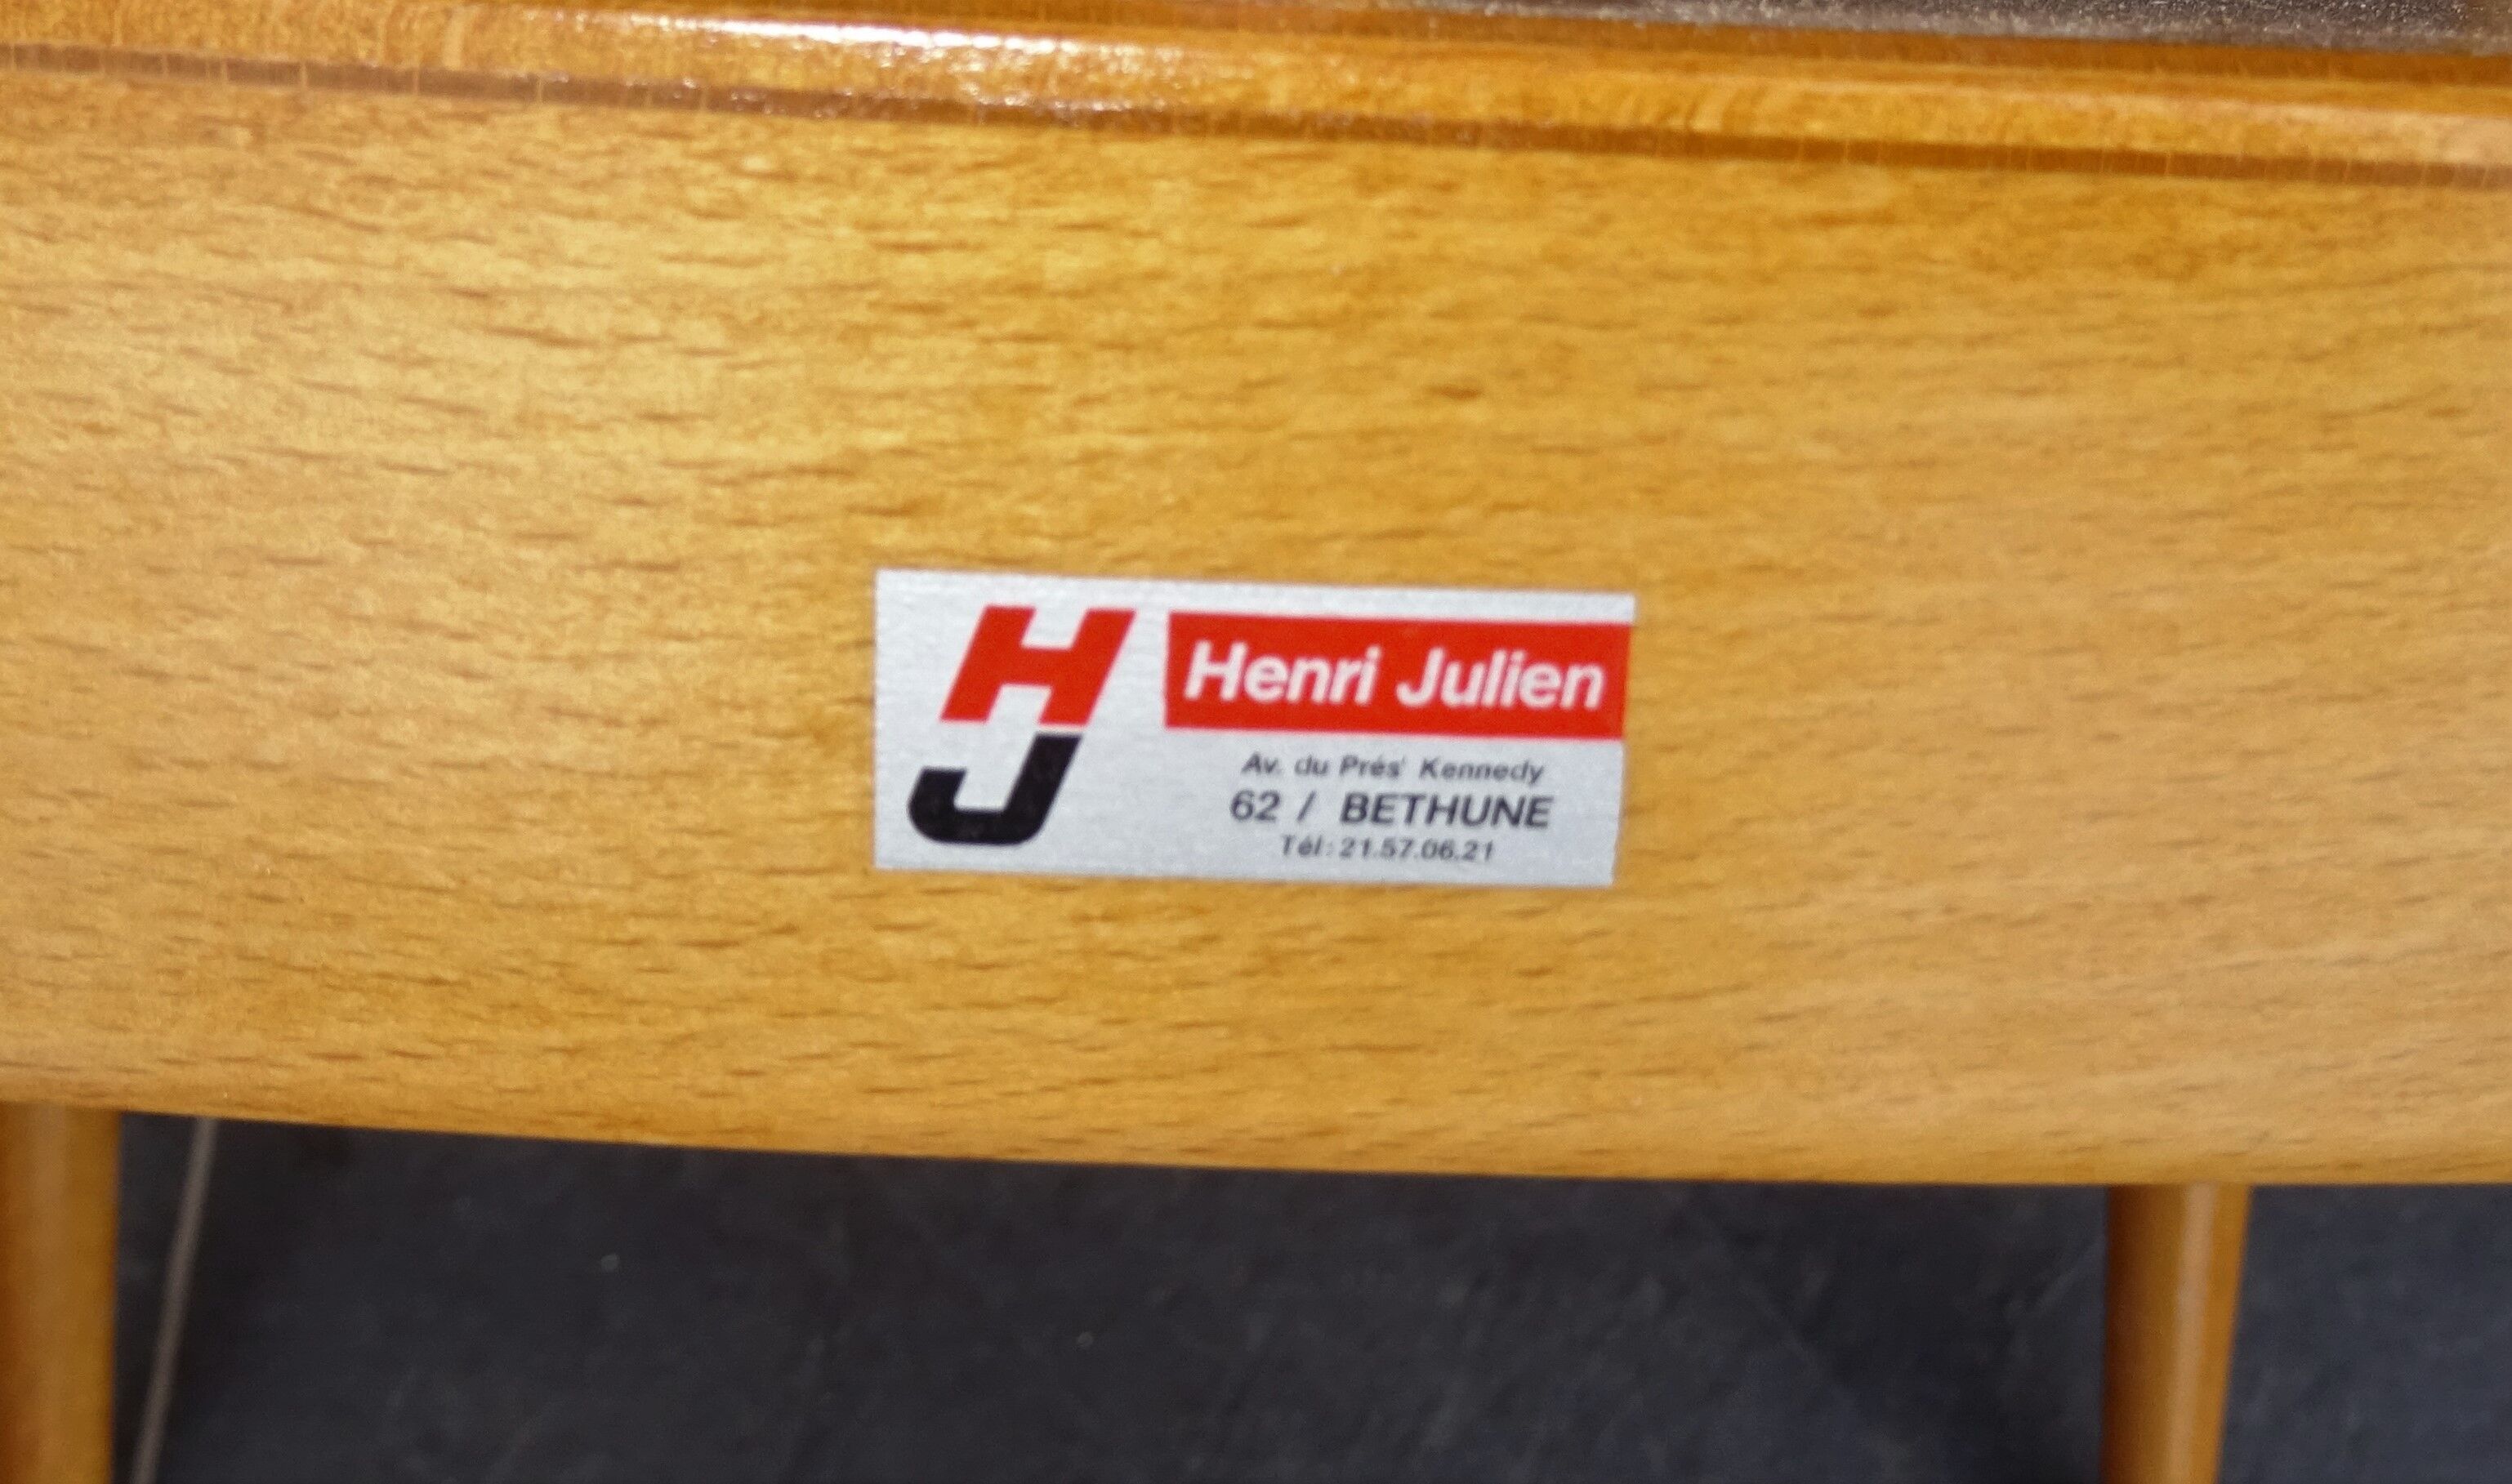 HJ
Henri Julien
Av. du Prés' Kennedy
62 / BETHUNE
Tél: 21.57.06.21